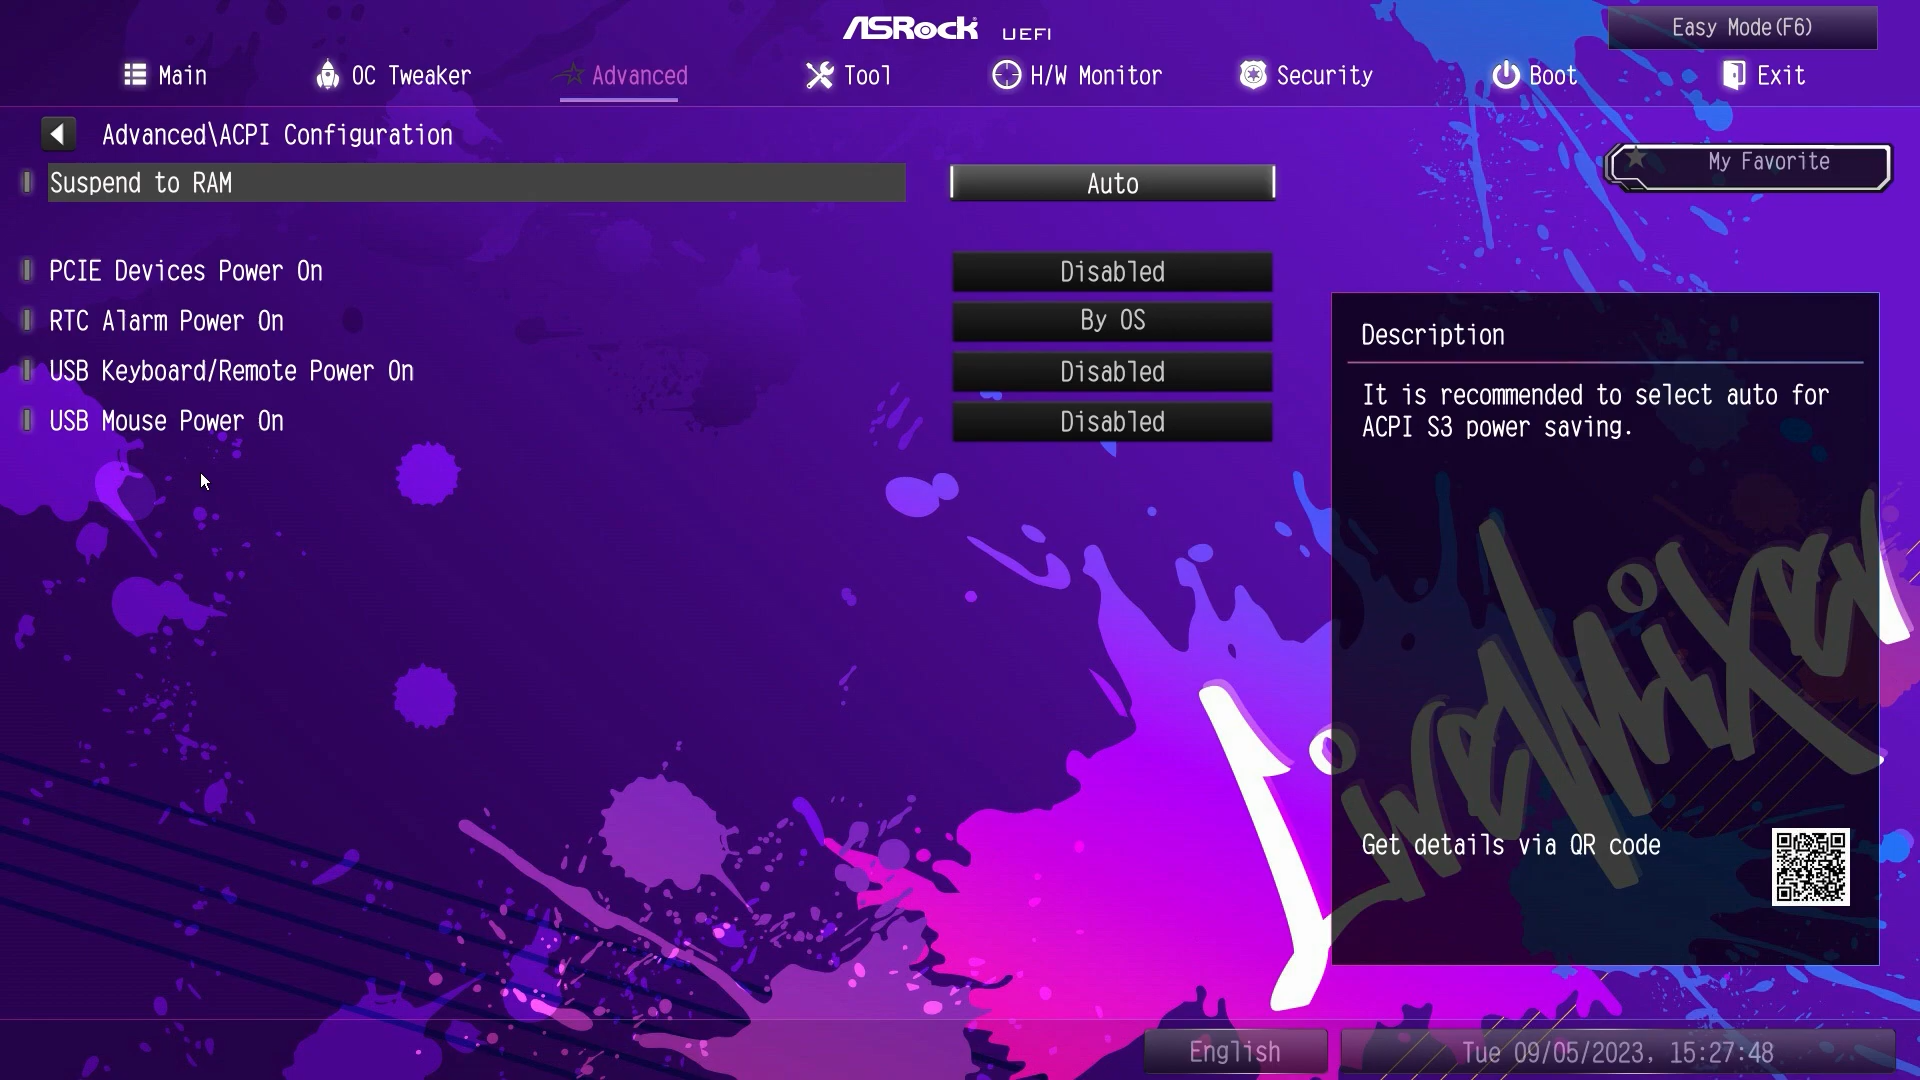 ASRock UEFI
Easy Mode(F6)
Main OC Tweaker Advanced Tool H/W Monitor Security Boot Exit
Advanced\ACPI Configuration
My Favorite
Suspend to RAM Auto
PCIE Devices Power On Disabled
RTC Alarm Power On By OS
USB Keyboard/Remote Power On Disabled
USB Mouse Power On Disabled
Description
It is recommended to select auto for
ACPI S3 power saving.
LiveMixer
Get details via QR code
English Tue 09/05/2023, 15:27:48